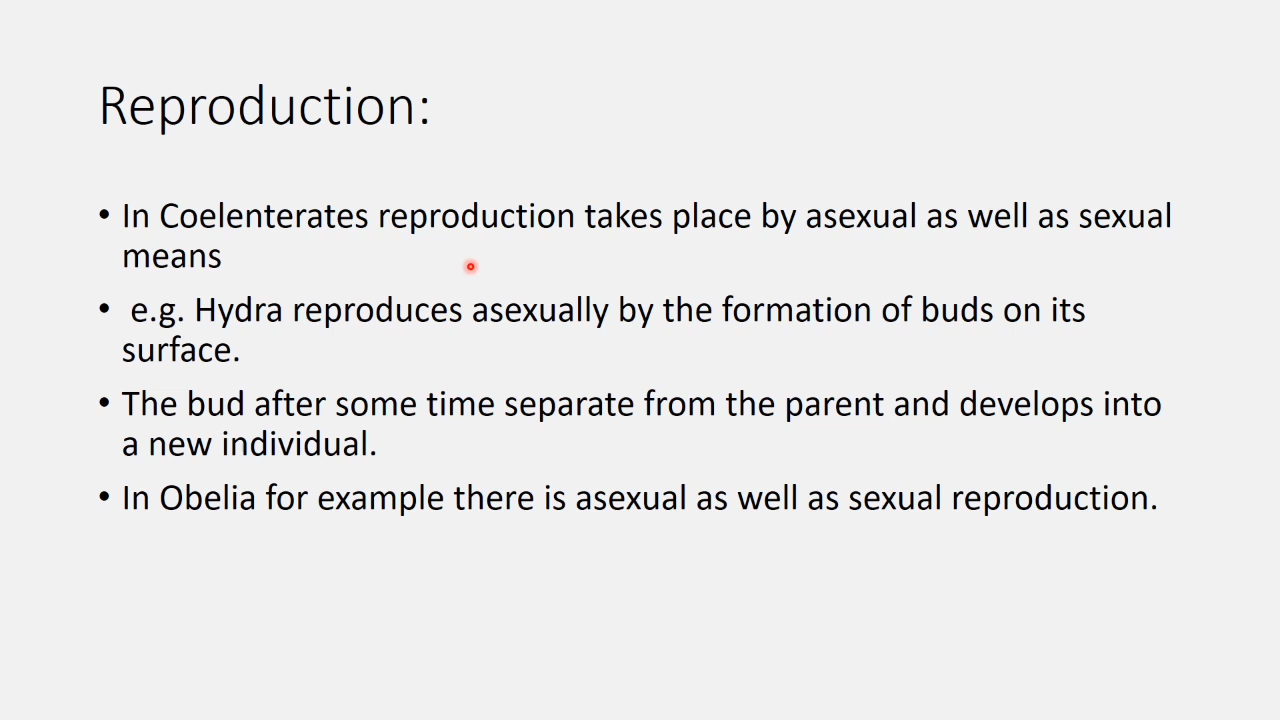 Reproduction:
• In Coelenterates reproduction takes place by asexual as well as sexual
means
• e.g. Hydra reproduces asexually by the formation of buds on its
surface.
• The bud after some time separate from the parent and develops into
a new individual.
• In Obelia for example there is asexual as well as sexual reproduction.